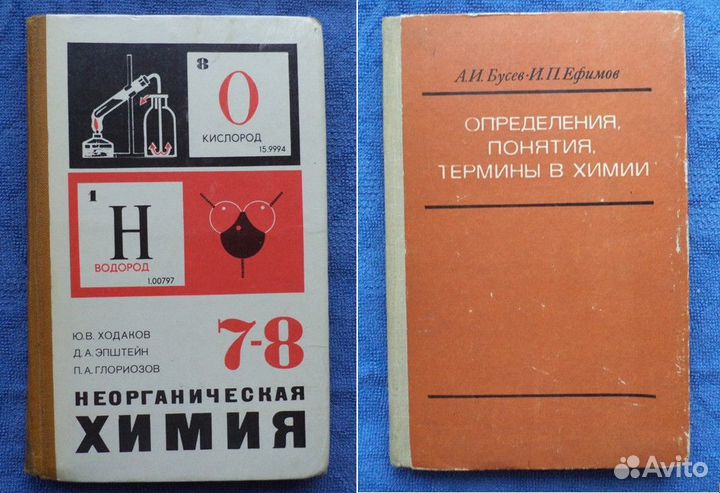 8
О
КИСЛОРОД
15.9994
1
Н
ВОДОРОД
1.00797
Ю.В. ХОДАКОВ
Д.А. ЭПШТЕЙН
П.А. ГЛОРИОЗОВ
7-8
НЕОРГАНИЧЕСКАЯ
ХИМИЯ
А.И. Бусев · И.П. Ефимов
ОПРЕДЕЛЕНИЯ,
ПОНЯТИЯ,
ТЕРМИНЫ В ХИМИИ
Avito